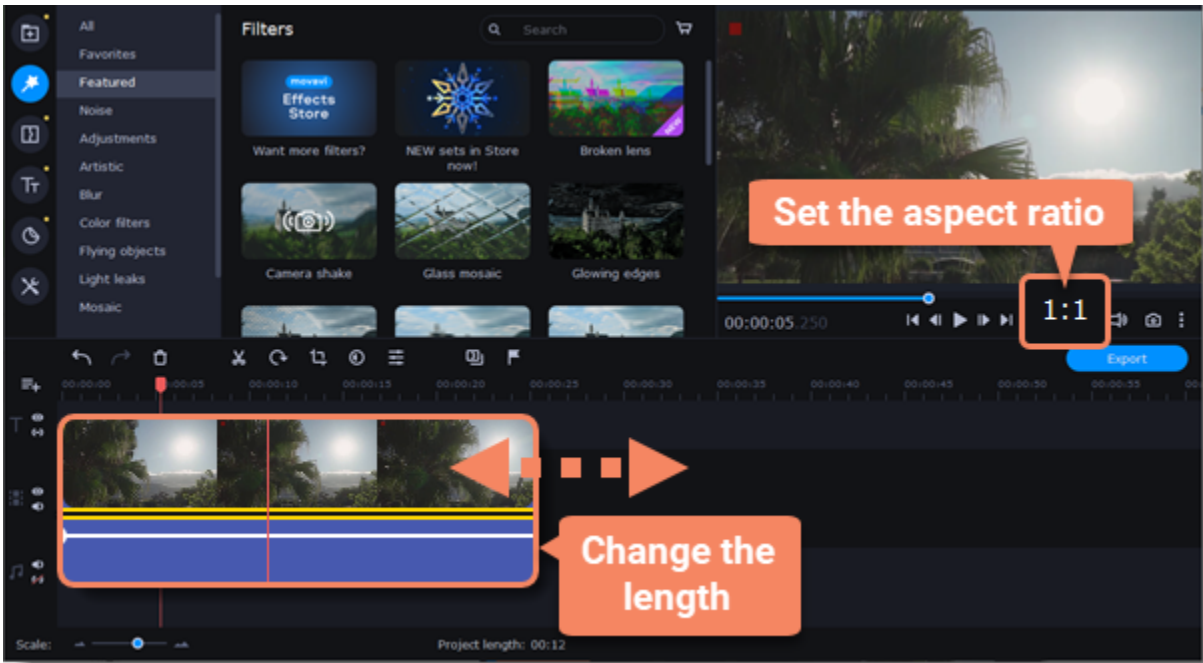 All
Favorites
Featured
Noise
Adjustments
Artistic
Blur
Color filters
Flying objects
Light leaks
Mosaic
Filters
Search
movavi
Effects
Store
Want more filters?
NEW sets in Store
now!
NEW
Broken lens
Camera shake
Glass mosaic
Glowing edges
Set the aspect ratio
00:00:05.250
1:1
Export
00:00:00
00:00:05
00:00:10
00:00:15
00:00:20
00:00:25
00:00:30
00:00:35
00:00:40
00:00:45
00:00:50
00:00:55
Change the
length
Scale:
Project length: 00:12